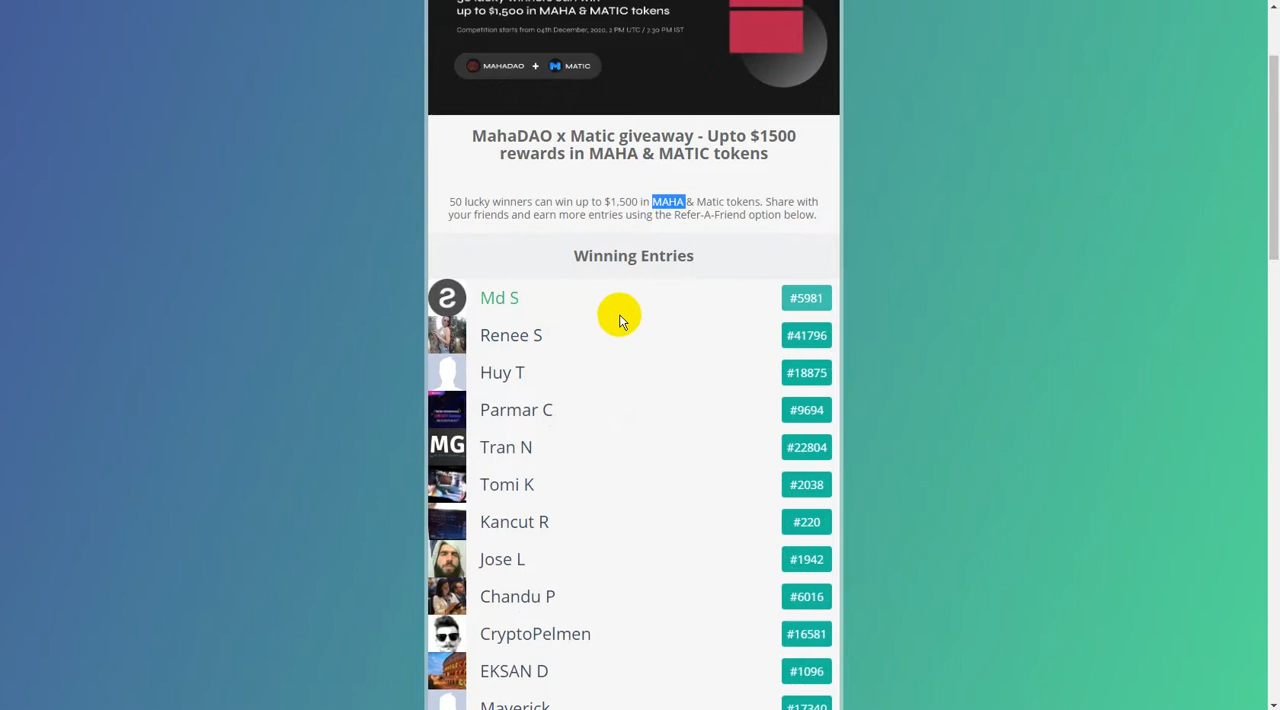 up to $1,500 in MAHA & MATIC tokens
Competition starts from 04th December, 2020, 2 PM UTC / 7.30 PM IST
MAHADAO + MATIC
MahaDAO x Matic giveaway - Upto $1500
rewards in MAHA & MATIC tokens
50 lucky winners can win up to $1,500 in MAHA & Matic tokens. Share with
your friends and earn more entries using the Refer-A-Friend option below.
Winning Entries
Md S #5981
Renee S #41796
Huy T #18875
Parmar C #9694
MG Tran N #22804
Tomi K #2038
Kancut R #220
Jose L #1942
Chandu P #6016
CryptoPelmen #16581
EKSAN D #1096
Maverick #17340